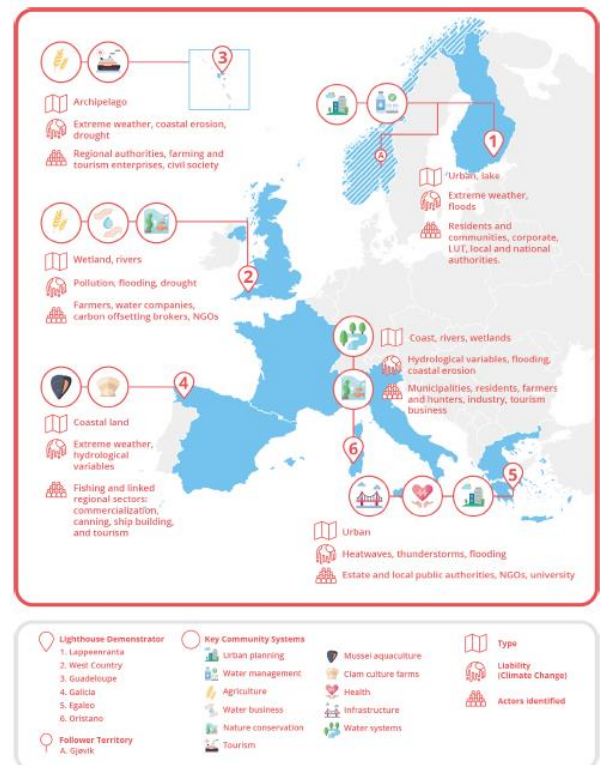 3
Archipelago
Extreme weather, coastal erosion,
drought
Regional authorities, farming and
tourism enterprises, civil society
A
1
Urban, lake
Extreme weather,
floods
Residents and
communities, corporate,
LUT, local and national
authorities.
2
Wetland, rivers
Pollution, flooding, drought
Farmers, water companies,
carbon offsetting brokers, NGOs
Coast, rivers, wetlands
Hydrological variables, flooding,
coastal erosion
Municipalities, residents, farmers
and hunters, industry, tourism
business
4
Coastal land
Extreme weather,
hydrological
variables
Fishing and linked
regional sectors:
commercialization,
canning, ship building,
and tourism
6
5
Urban
Heatwaves, thunderstorms, flooding
Estate and local public authorities, NGOs, university
Lighthouse Demonstrator
1. Lappeenranta
2. West Country
3. Guadeloupe
4. Galicia
5. Egaleo
6. Oristano
Follower Territory
A. Gjøvik
Key Community Systems
Urban planning
Water management
Agriculture
Water business
Nature conservation
Tourism
Mussel aquaculture
Clam culture farms
Health
Infrastructure
Water systems
Type
Liability
(Climate Change)
Actors identified